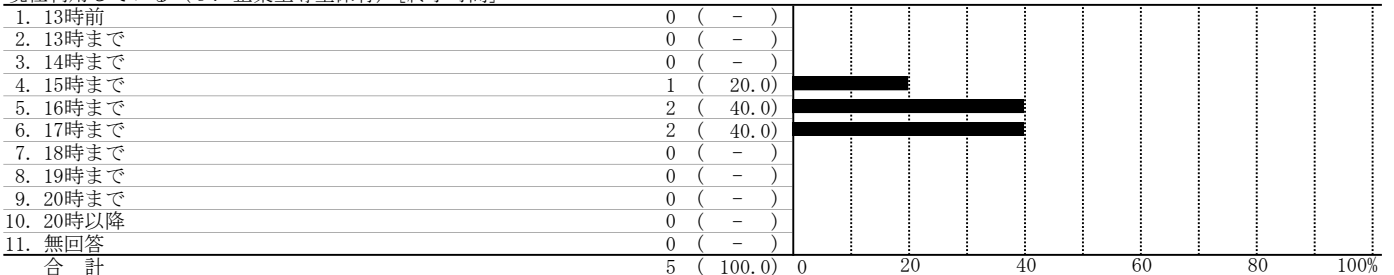 1. 13時前 0 ( - )
2. 13時まで 0 ( - )
3. 14時まで 0 ( - )
4. 15時まで 1 ( 20.0)
5. 16時まで 2 ( 40.0)
6. 17時まで 2 ( 40.0)
7. 18時まで 0 ( - )
8. 19時まで 0 ( - )
9. 20時まで 0 ( - )
10. 20時以降 0 ( - )
11. 無回答 0 ( - )
合 計 5 ( 100.0) 0 20 40 60 80 100%